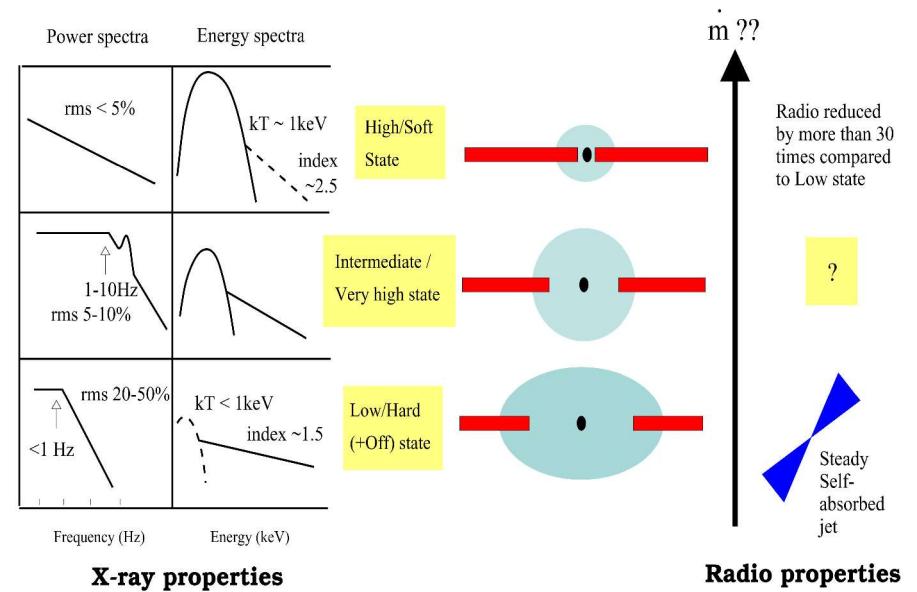 Power spectra
Energy spectra
ṁ ??
rms < 5%
kT ~ 1keV
index
~2.5
High/Soft
State
Radio reduced
by more than 30
times compared
to Low state
1-10Hz
rms 5-10%
Intermediate /
Very high state
?
rms 20-50%
<1 Hz
kT < 1keV
index ~1.5
Low/Hard
(+Off) state
Steady
Self-
absorbed
jet
Frequency (Hz)
Energy (keV)
X-ray properties
Radio properties